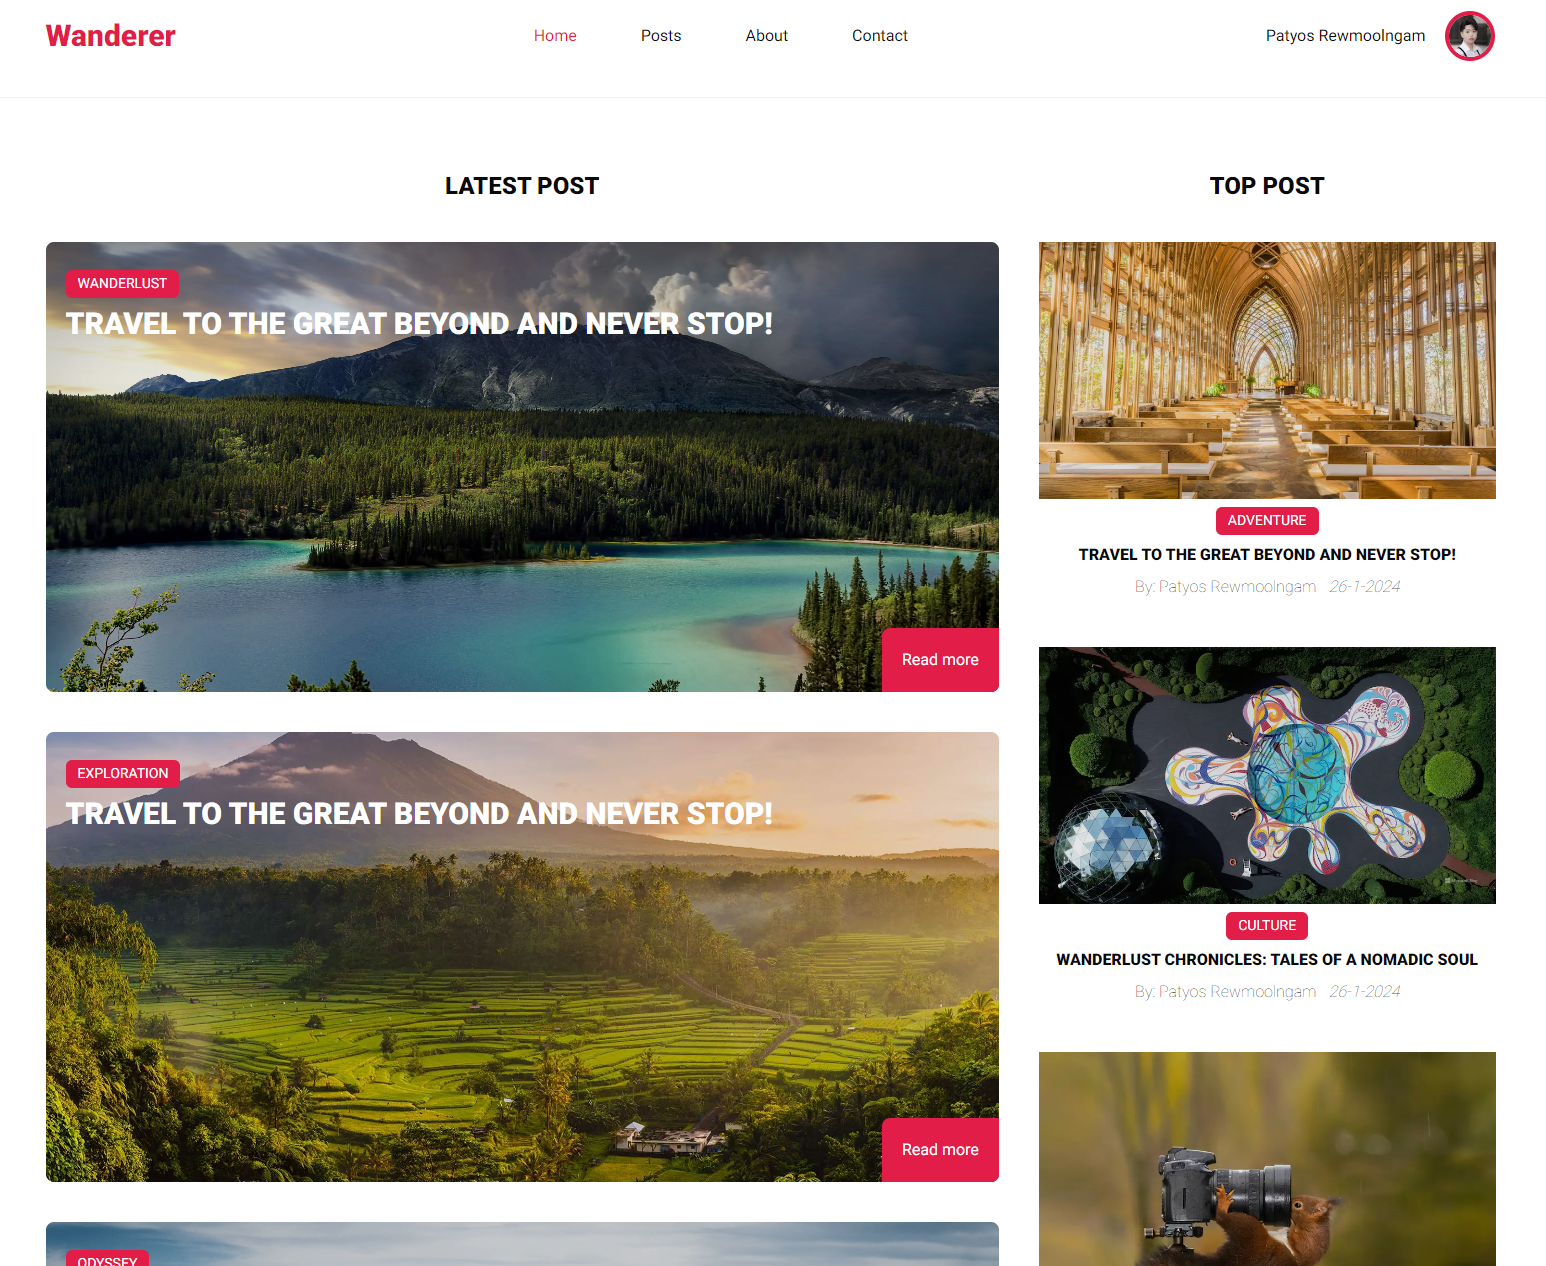 Wanderer
Home
Posts
About
Contact
Patyos Rewmoolngam
LATEST POST
WANDERLUST
TRAVEL TO THE GREAT BEYOND AND NEVER STOP!
Read more
EXPLORATION
TRAVEL TO THE GREAT BEYOND AND NEVER STOP!
Read more
ODYSSEY
TOP POST
ADVENTURE
TRAVEL TO THE GREAT BEYOND AND NEVER STOP!
By: Patyos Rewmoolngam 26-1-2024
CULTURE
WANDERLUST CHRONICLES: TALES OF A NOMADIC SOUL
By: Patyos Rewmoolngam 26-1-2024